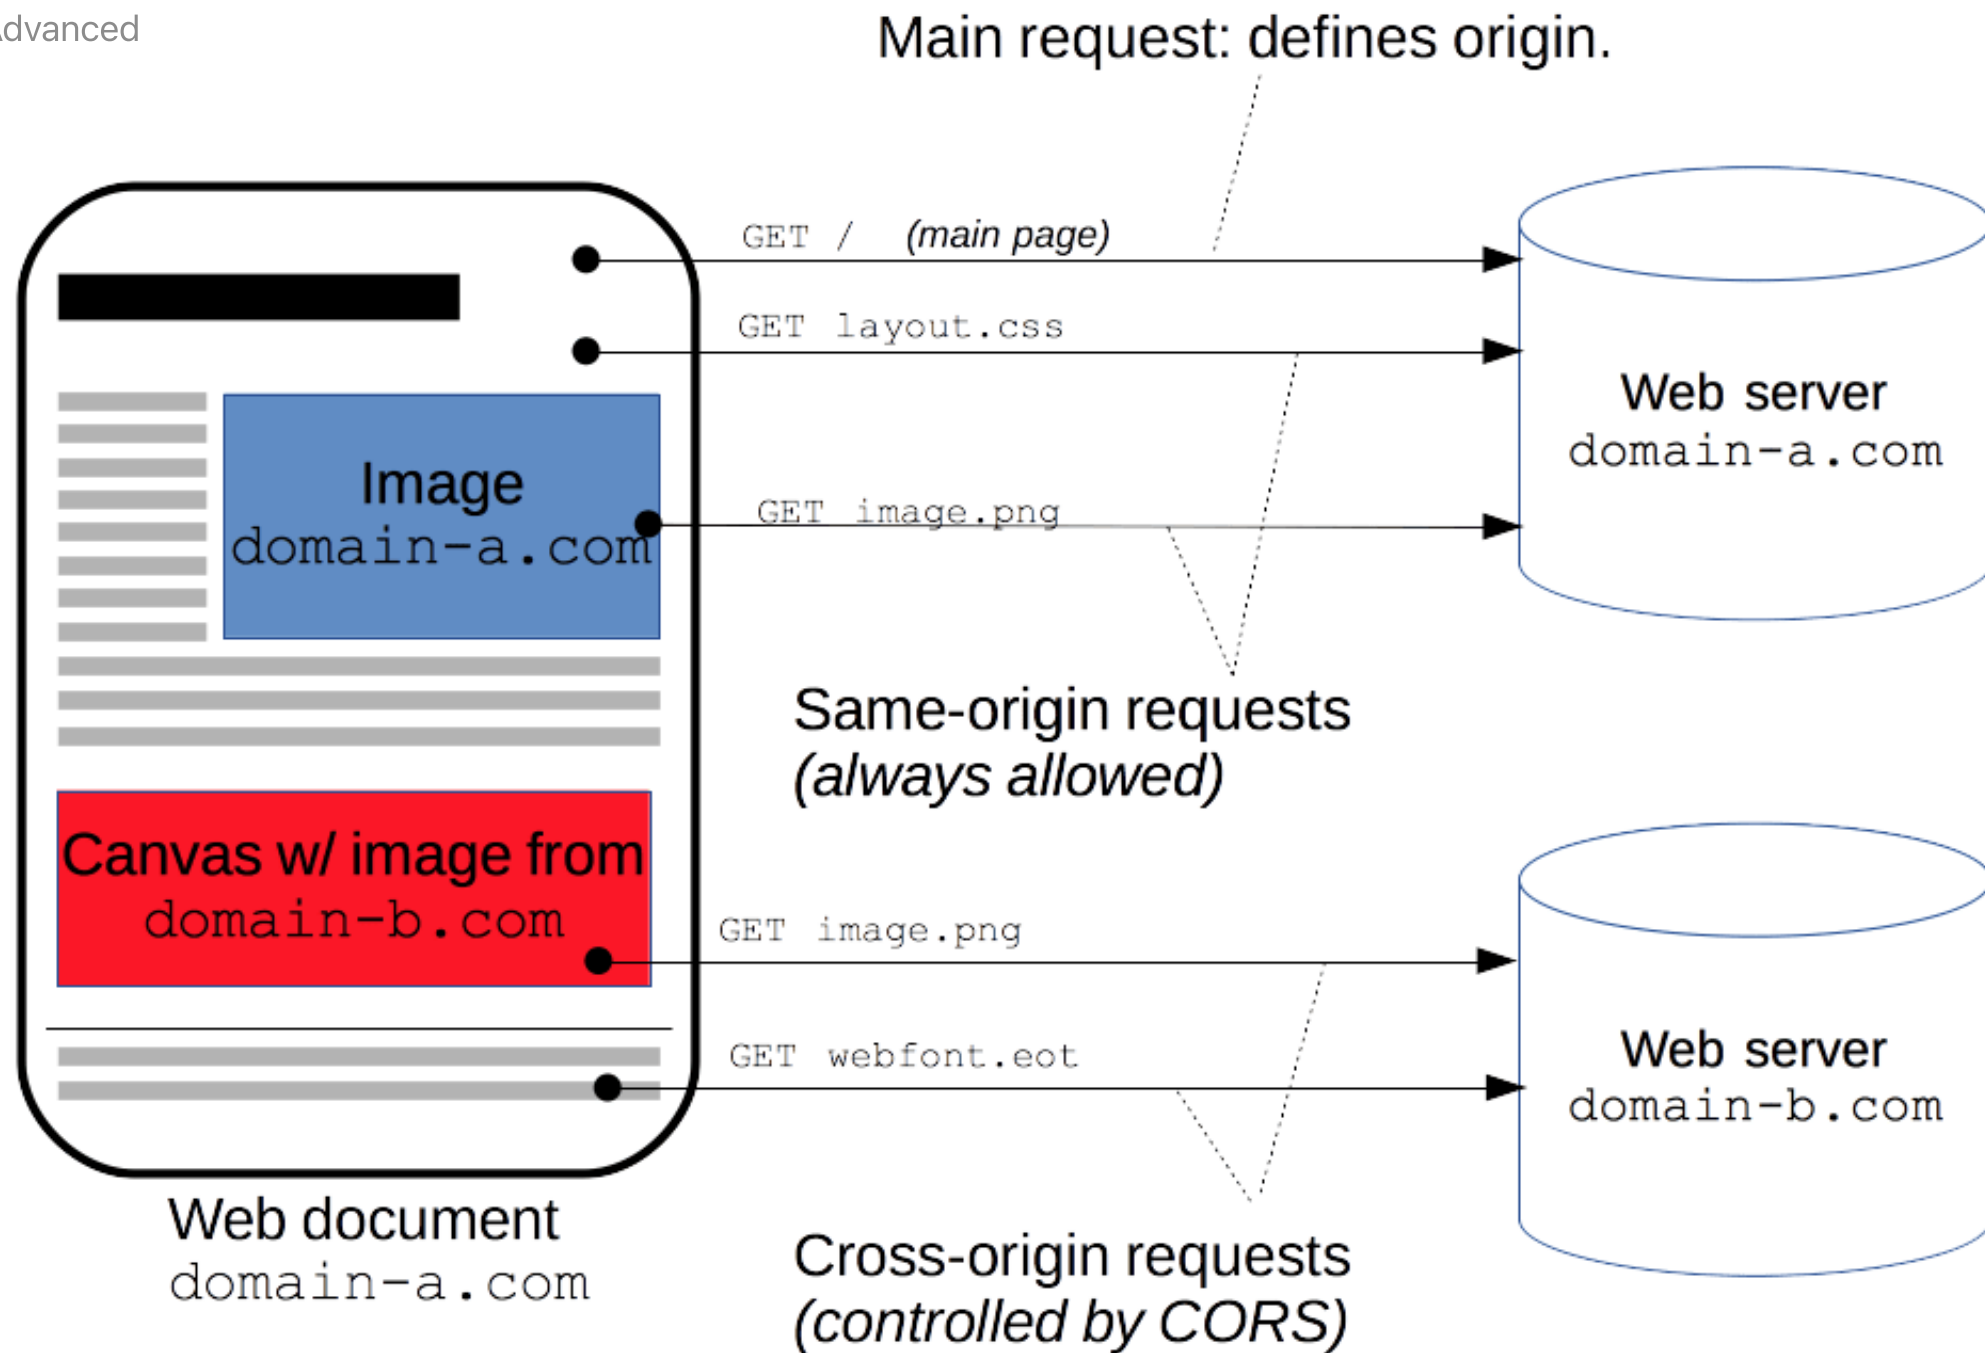 Advanced
Main request: defines origin.
GET / (main page)
GET layout.css
Web server
domain-a.com
Image
domain-a.com
GET image.png
Same-origin requests
(always allowed)
Canvas w/ image from
domain-b.com
GET image.png
GET webfont.eot
Web server
domain-b.com
Web document
domain-a.com
Cross-origin requests
(controlled by CORS)